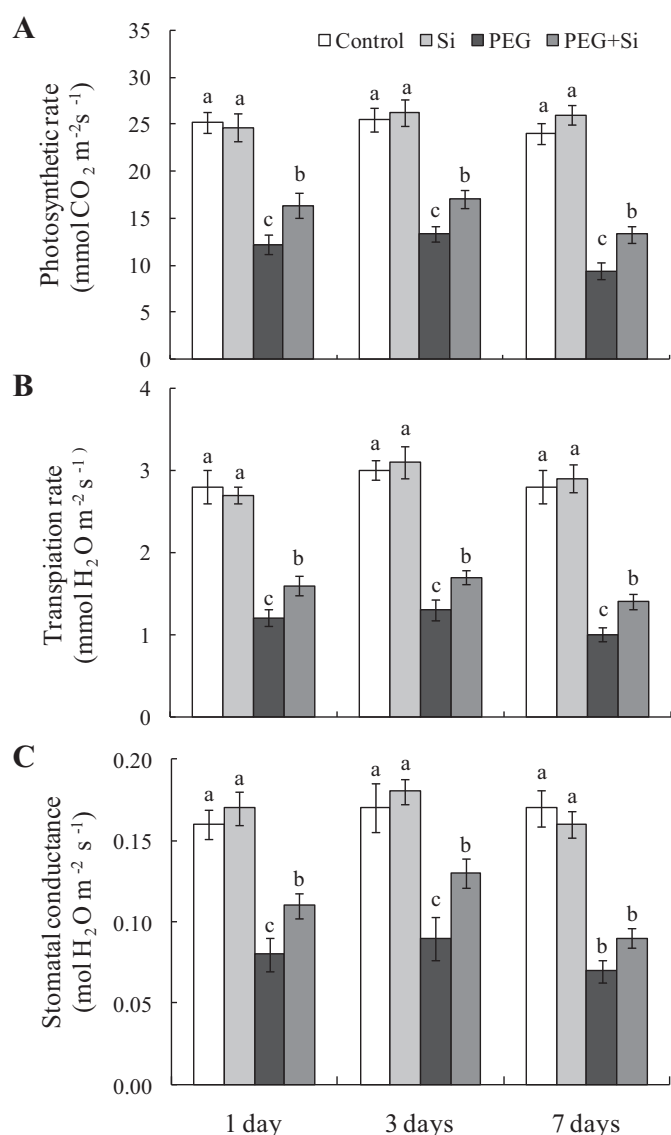 A
Control Si PEG PEG+Si
Photosynthetic rate
(mmol CO₂ m⁻²s⁻¹)
35
30
25
20
15
10
5
0
a a c b a a c b a a c b
B
Transpiation rate
(mmol H₂O m⁻² s⁻¹)
4
3
2
1
0
a a c b a a c b a a c b
C
Stomatal conductance
(mol H₂O m⁻² s⁻¹)
0.20
0.15
0.10
0.05
0.00
a a c b a a c b a a b b
1 day 3 days 7 days